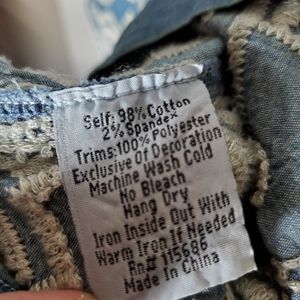 Self: 98% Cotton
2% Spandex
Trims:100% Polyester
Exclusive of Decoration
Machine Wash Cold
No Bleach
Hang Dry
Iron Inside Out With
Warm Iron If Needed
Rn# 115686
Made In China